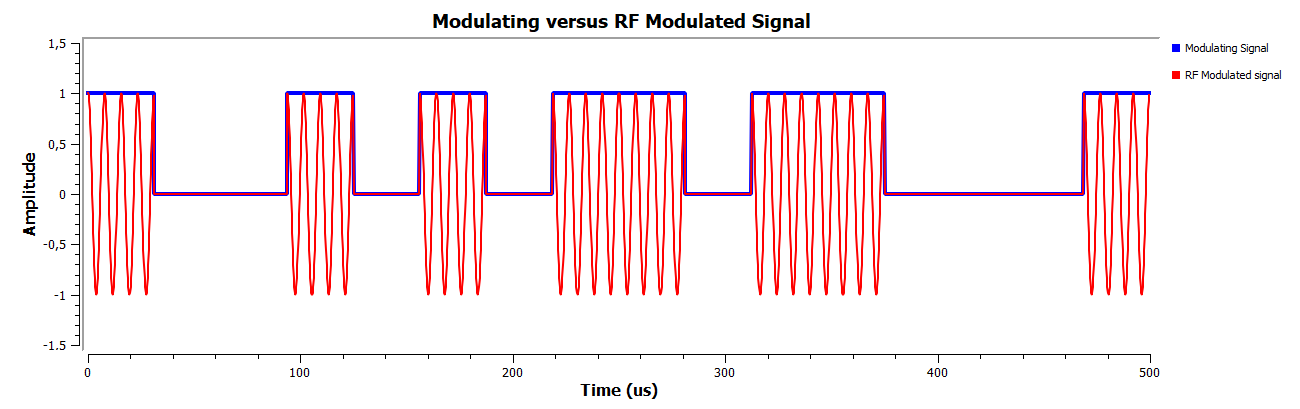 Modulating versus RF Modulated Signal
Modulating Signal
RF Modulated signal
Amplitude
1,5
1
0,5
0
-0,5
-1
-1.5
0 100 200 300 400 500
Time (us)